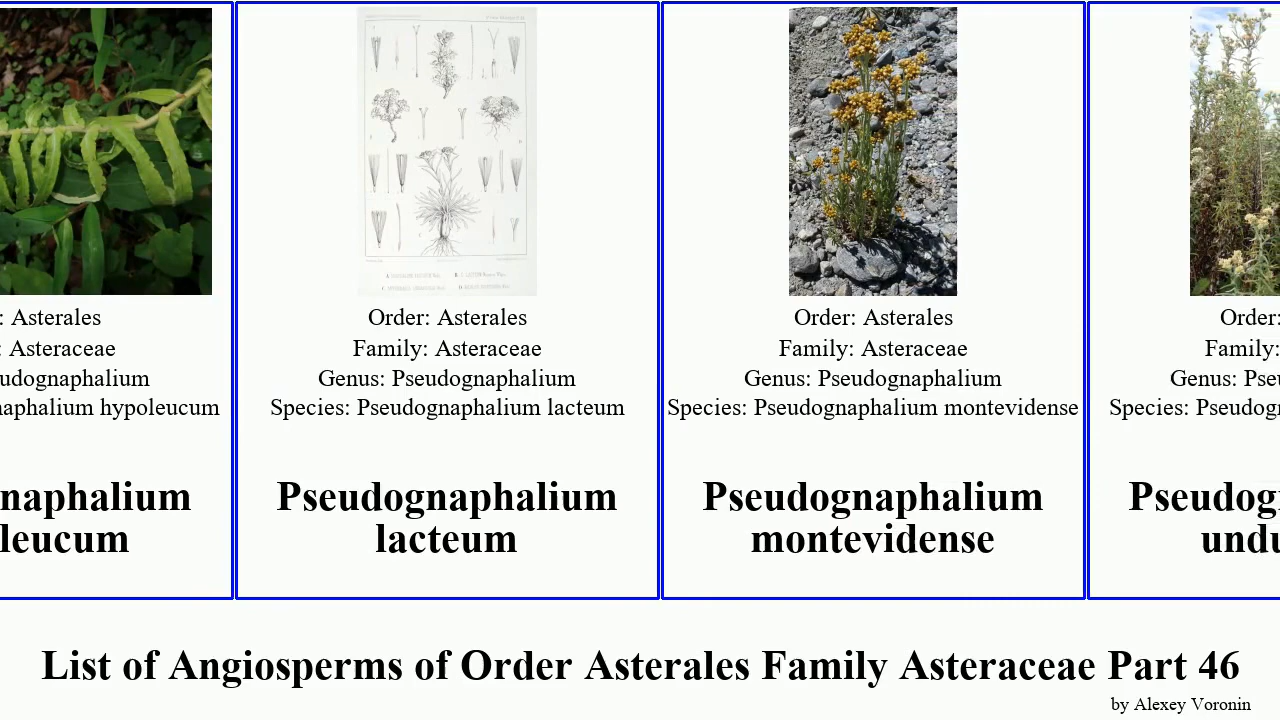 : Asterales
: Asteraceae
udognaphalium
naphalium hypoleucum
naphalium
leucum
Order: Asterales
Family: Asteraceae
Genus: Pseudognaphalium
Species: Pseudognaphalium lacteum
Pseudognaphalium
lacteum
Order: Asterales
Family: Asteraceae
Genus: Pseudognaphalium
Species: Pseudognaphalium montevidense
Pseudognaphalium
montevidense
Order:
Family:
Genus: Pseu
Species: Pseudogn
Pseudog
undu
List of Angiosperms of Order Asterales Family Asteraceae Part 46
by Alexey Voronin